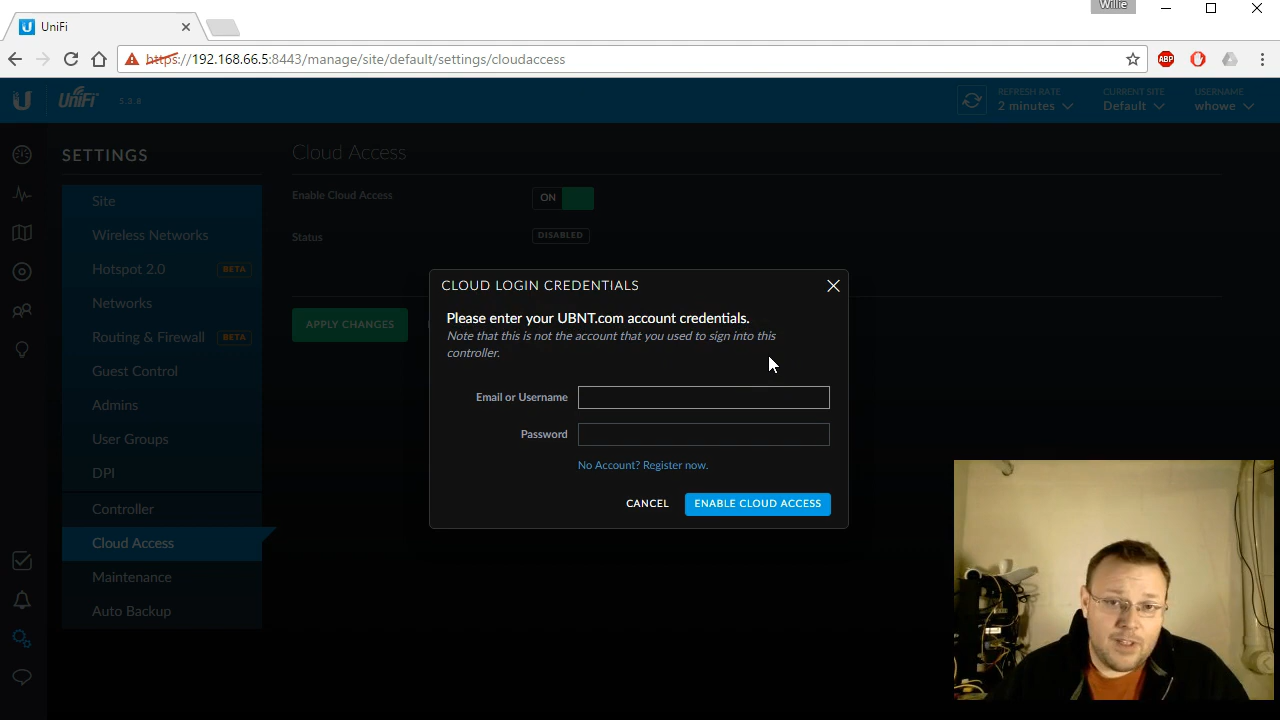 Willie
UniFi
https://192.168.66.5:8443/manage/site/default/settings/cloudaccess
ABP
UniFi 5.3.8
REFRESH RATE
2 minutes
CURRENT SITE
Default
USERNAME
whowe
SETTINGS
Site
Wireless Networks
Hotspot 2.0 BETA
Networks
Routing & Firewall BETA
Guest Control
Admins
User Groups
DPI
Controller
Cloud Access
Maintenance
Auto Backup
Cloud Access
Enable Cloud Access ON
Status DISABLED
APPLY CHANGES
CLOUD LOGIN CREDENTIALS
Please enter your UBNT.com account credentials.
Note that this is not the account that you used to sign into this
controller.
Email or Username
Password
No Account? Register now.
CANCEL ENABLE CLOUD ACCESS